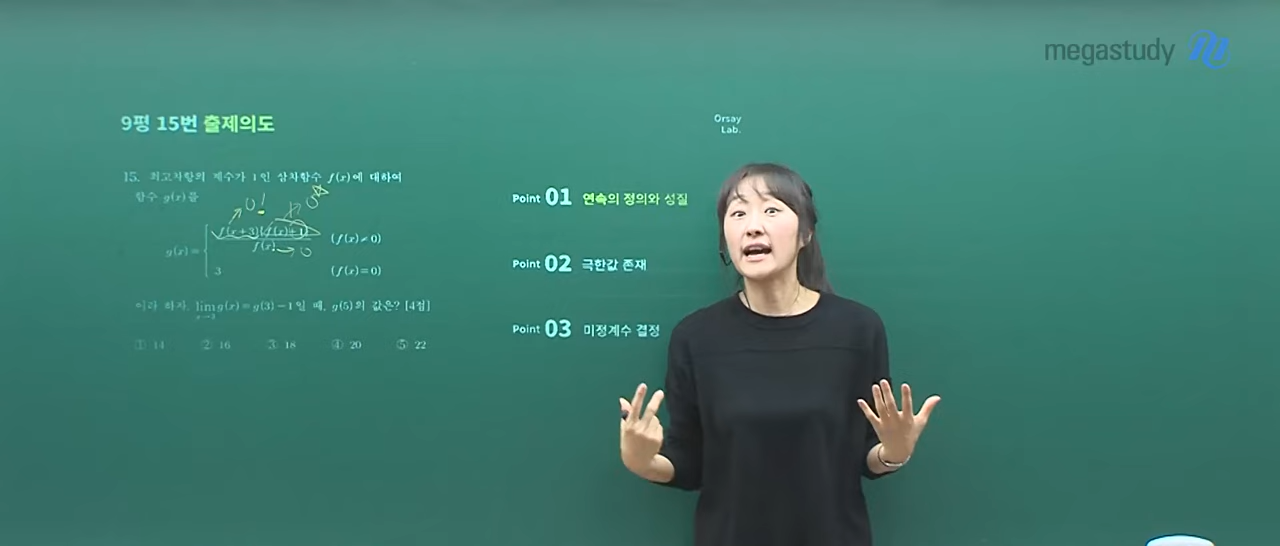 megastudy M
9평 15번 출제의도
Orsay
Lab.
15. 최고차항의 계수가 1인 삼차함수 f(x)에 대하여
함수 g(x)를
0!
0
f(x+3){f(x)+1}
f(x) → 0
g(x)=
(f(x)≠0)
3 (f(x)=0)
이라 하자. lim g(x)=g(3)-1일 때, g(5)의 값은? [4점]
x→3
① 14 ② 16 ③ 18 ④ 20 ⑤ 22
Point 01 연속의 정의와 성질
Point 02 극한값 존재
Point 03 미정계수 결정